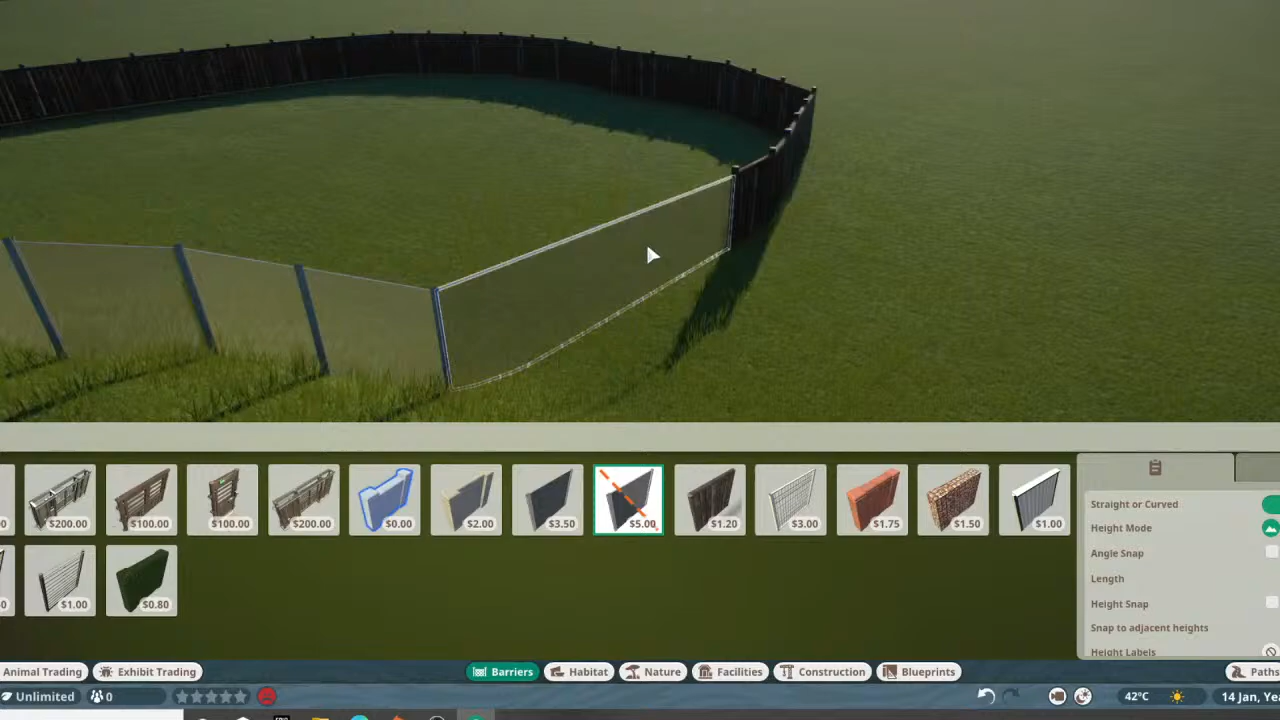 $200.00 $100.00 $100.00 $200.00 $0.00 $2.00 $3.50 $5.00 $1.20 $3.00 $1.75 $1.50 $1.00
$1.00 $0.80
Straight or Curved
Height Mode
Angle Snap
Length
Height Snap
Snap to adjacent heights
Height Labels
Animal Trading Exhibit Trading Barriers Habitat Nature Facilities Construction Blueprints Paths
Unlimited 0 42°C 14 Jan, Yea